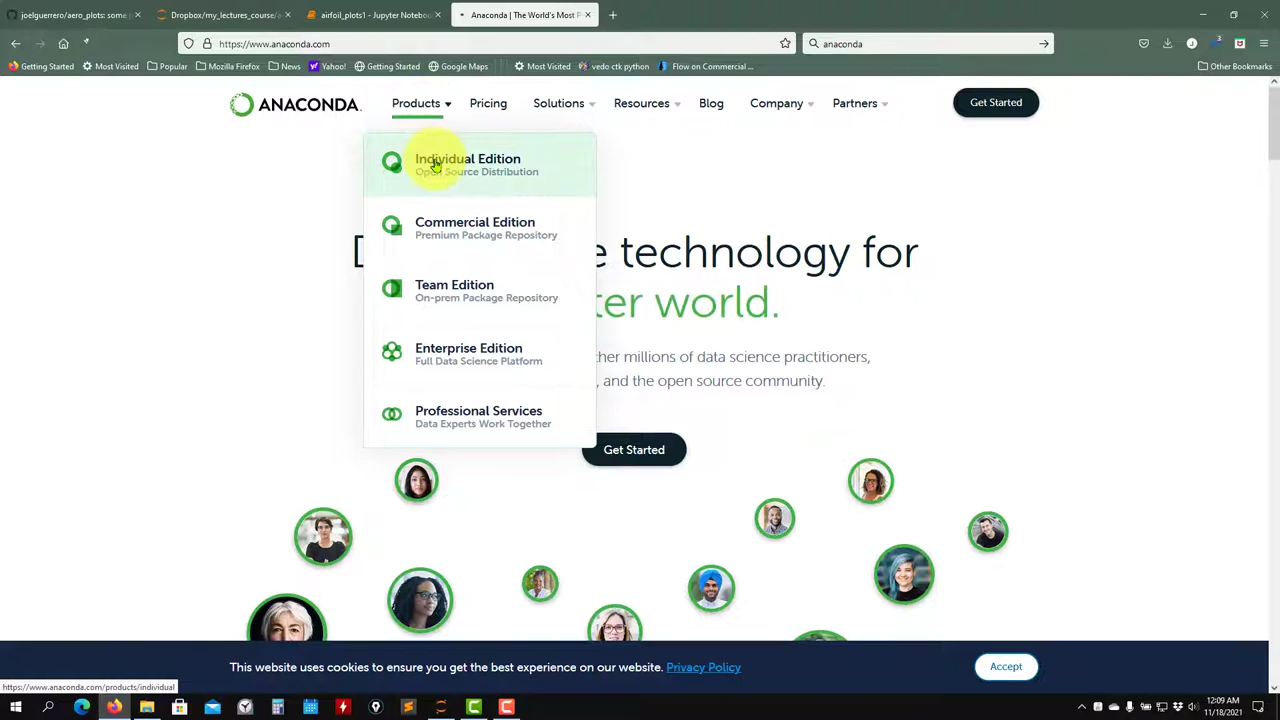 joelguerrero/aero_plots: some p
Dropbox/my_lectures_course/a
airfoil_plots1 - Jupyter Notebook
Anaconda | The World's Most P
https://www.anaconda.com
anaconda
Getting Started
Most Visited
Popular
Mozilla Firefox
News
Yahoo!
Getting Started
Google Maps
Most Visited
vedo ctk python
Flow on Commercial ...
Other Bookmarks
ANACONDA.
Products
Pricing
Solutions
Resources
Blog
Company
Partners
Get Started
Individual Edition
Open Source Distribution
Commercial Edition
Premium Package Repository
Team Edition
On-prem Package Repository
Enterprise Edition
Full Data Science Platform
Professional Services
Data Experts Work Together
D e technology for
ter world.
her millions of data science practitioners,
, and the open source community.
Get Started
This website uses cookies to ensure you get the best experience on our website. Privacy Policy
Accept
https://www.anaconda.com/products/individual
12:09 AM
11/18/2021